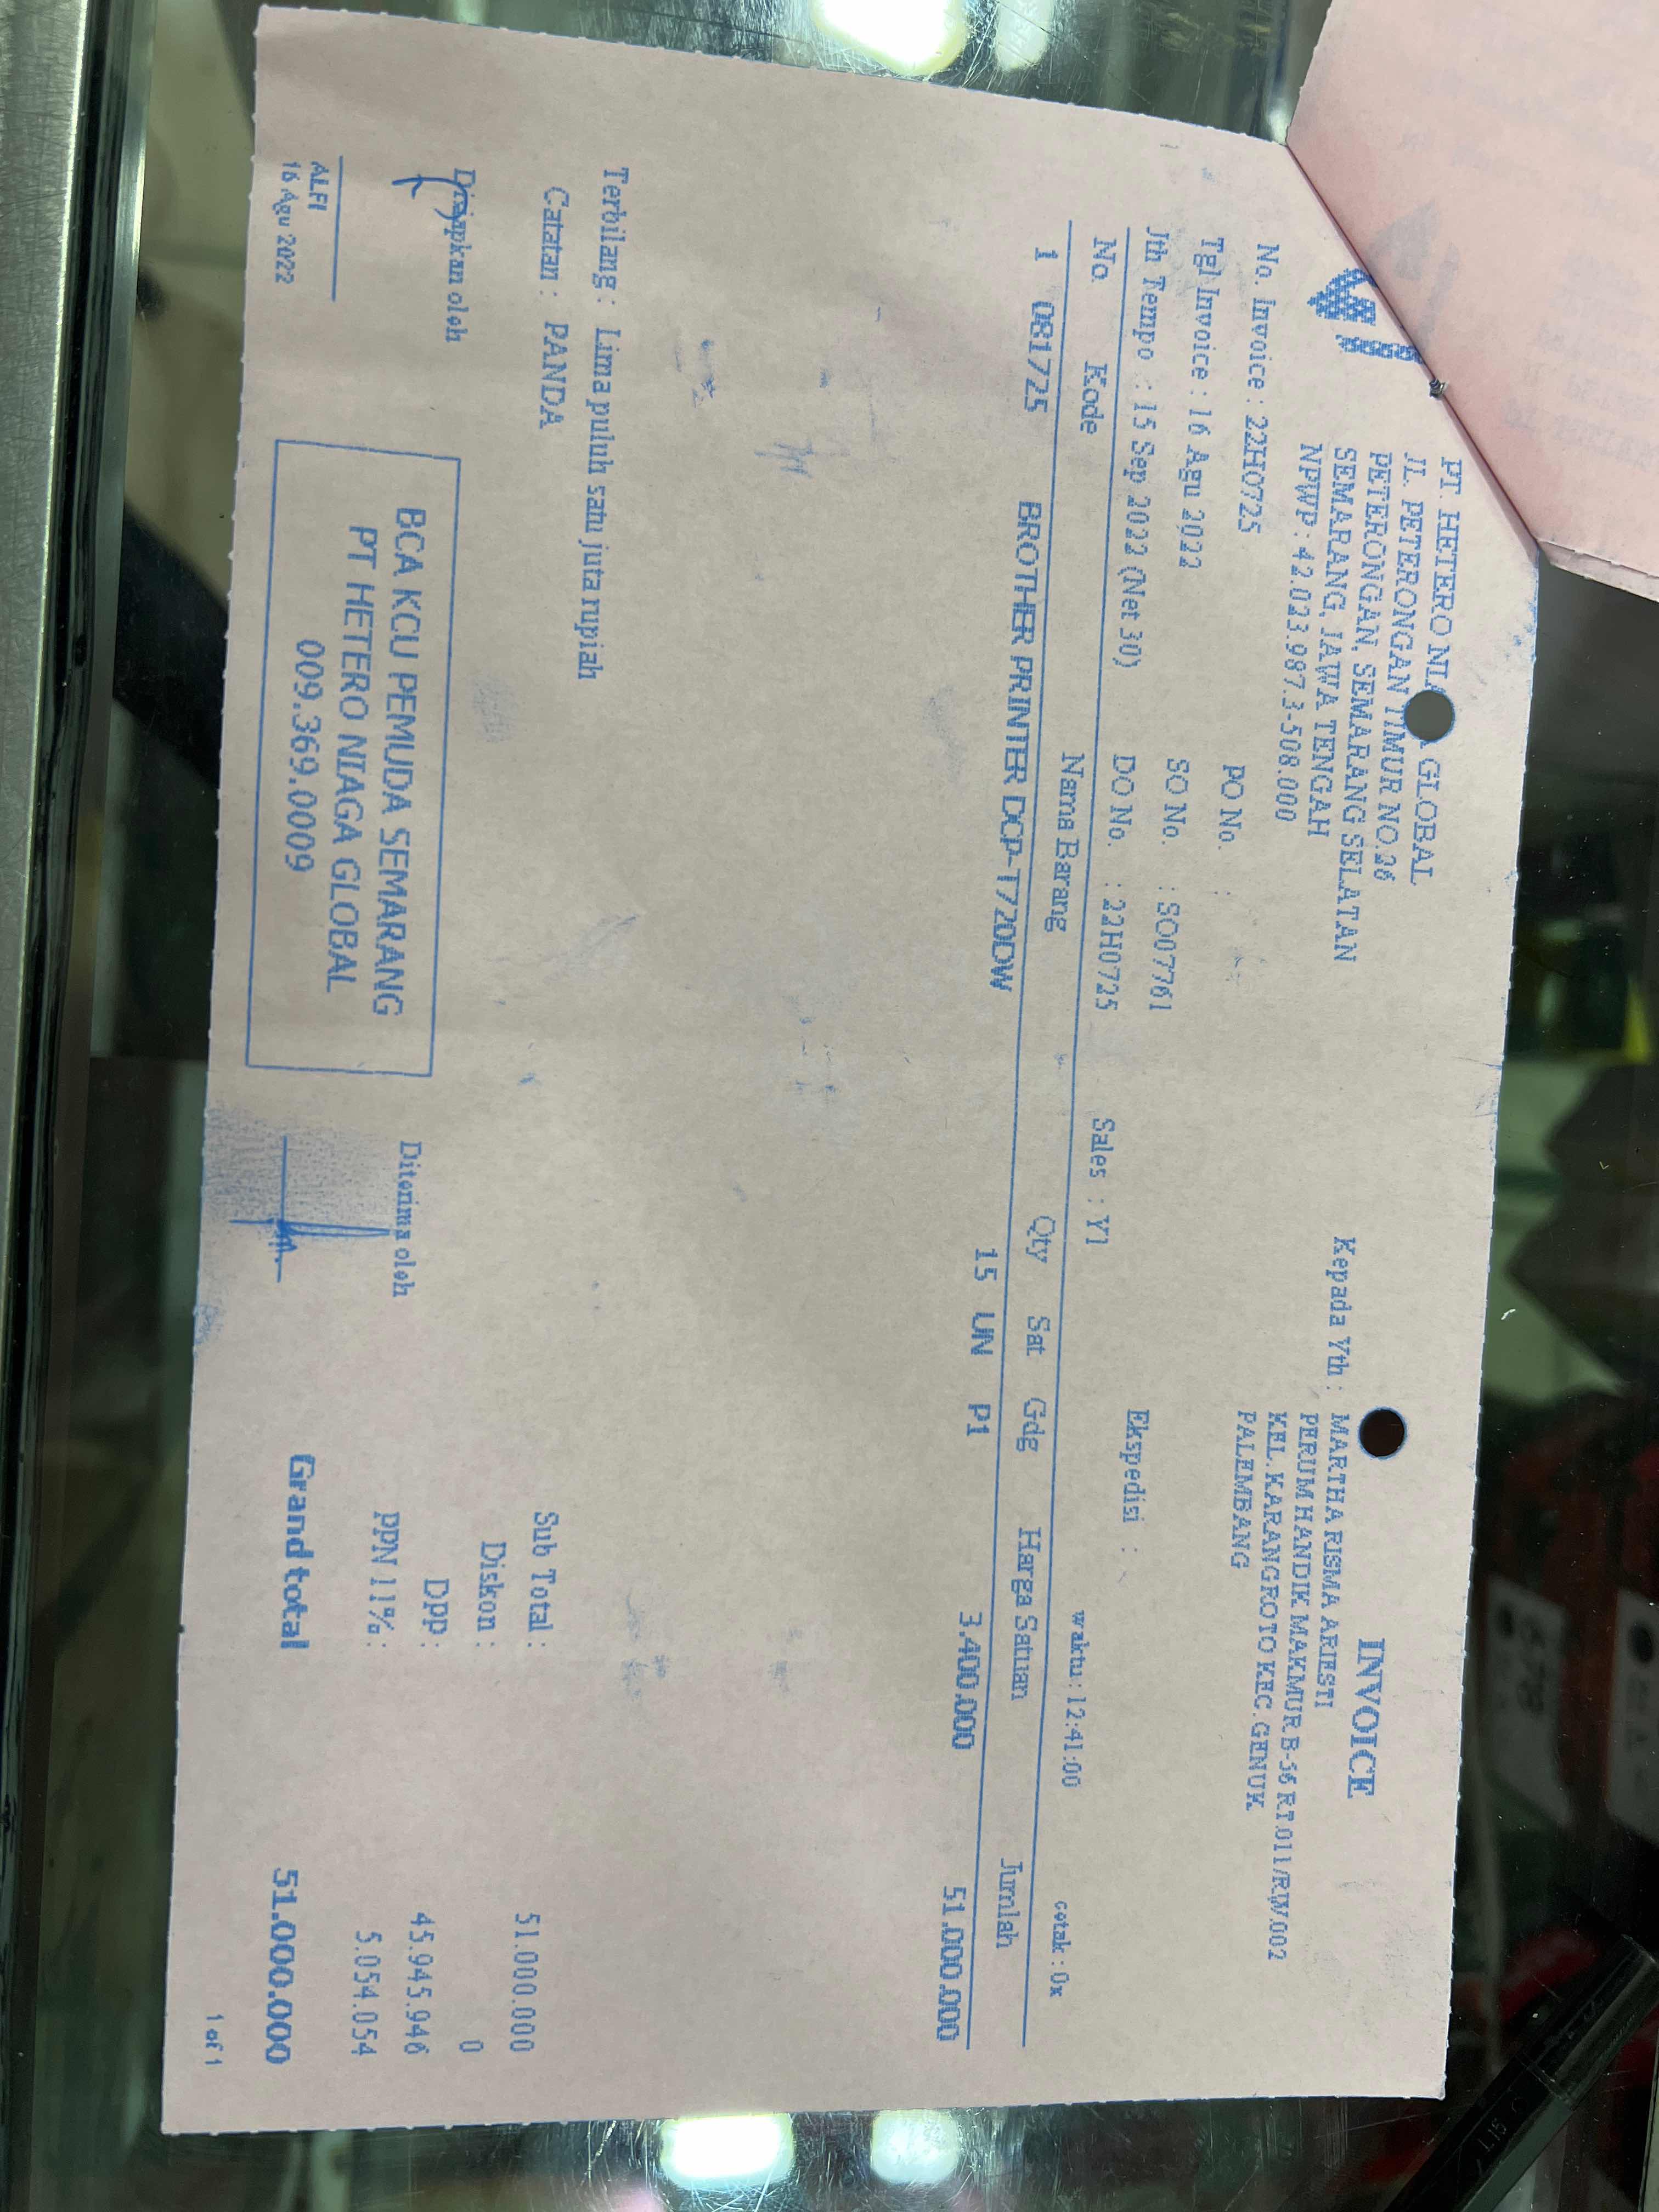 PT. HETERO NIAGA GLOBAL
JL. PETERONGAN TIMUR NO.26
PETERONGAN, SEMARANG SELATAN
SEMARANG, JAWA TENGAH
NPWP : 42.023.987.3-508.000
INVOICE
Kepada Yth : MARTHA RISMA ARIESTI
PERUM HANDIK MAKMUR B-56 RT.011/RW.002
KEL. KARANGROTO KEC. GENUK
PALEMBANG
No. Invoice : 22H0725
Tgl Invoice : 16 Agu 2022
Jth Tempo : 15 Sep 2022 (Net 30)
PO No. :
SO No. : SO07761
DO No. : 22H0725
Sales : Y1
Ekspedisi :
waktu : 12:41:00
cetak : 0x
No. Kode Nama Barang Qty Sat Gdg Harga Satuan Jumlah
1 081725 BROTHER PRINTER DCP-T720DW 15 UN P1 3.400.000 51.000.000
Terbilang : Lima puluh satu juta rupiah
Catatan : PANDA
Sub Total : 51.000.000
Diskon : 0
DPP : 45.945.946
PPN 11% : 5.054.054
Grand total 51.000.000
Disiapkan oleh
ALFI
16 Agu 2022
BCA KCU PEMUDA SEMARANG
PT HETERO NIAGA GLOBAL
009.369.0009
Diterima oleh
1 of 1